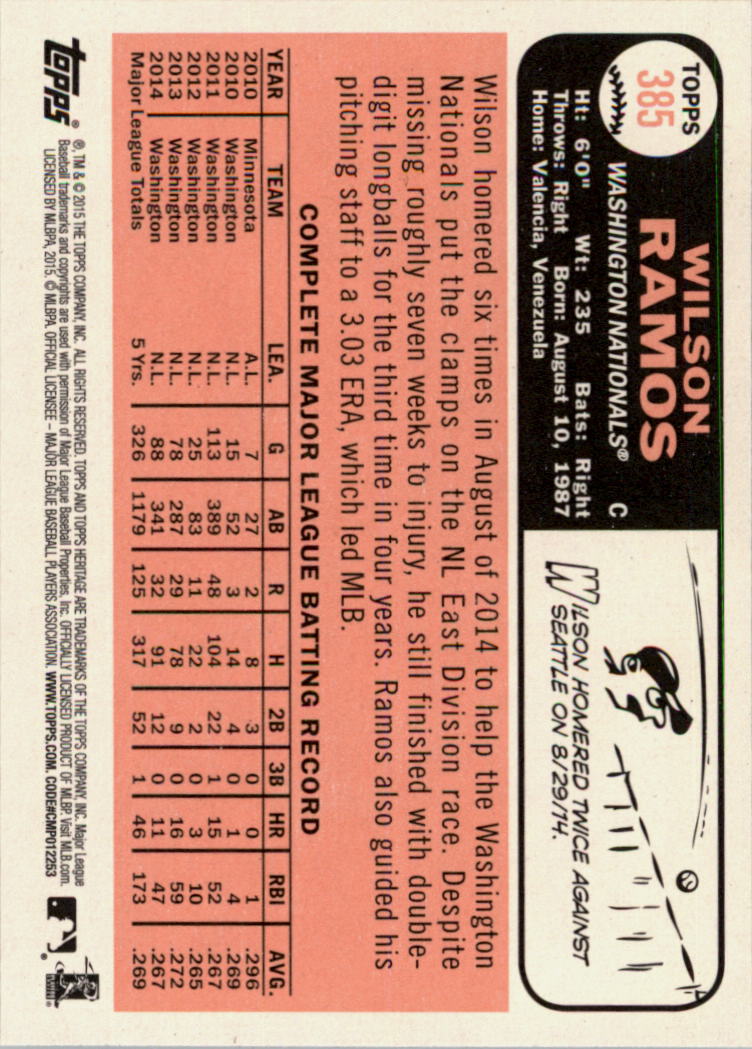 TOPPS
385
WILSON
RAMOS
WASHINGTON NATIONALS® C
Ht: 6'0" Wt: 235 Bats: Right
Throws: Right Born: August 10, 1987
Home: Valencia, Venezuela
WILSON HOMERED TWICE AGAINST
SEATTLE ON 8/29/14.
Wilson homered six times in August of 2014 to help the Washington
Nationals put the clamps on the NL East Division race. Despite
missing roughly seven weeks to injury, he still finished with double-
digit longballs for the third time in four years. Ramos also guided his
pitching staff to a 3.03 ERA, which led MLB.
COMPLETE MAJOR LEAGUE BATTING RECORD
YEAR TEAM LEA. G AB R H 2B 3B HR RBI AVG.
2010 Minnesota A.L. 7 27 2 8 3 0 0 1 .296
2010 Washington N.L. 15 52 3 14 4 0 1 4 .269
2011 Washington N.L. 113 389 48 104 22 1 15 52 .267
2012 Washington N.L. 25 83 11 22 2 0 3 10 .265
2013 Washington N.L. 78 287 29 78 9 0 16 59 .272
2014 Washington N.L. 88 341 32 91 12 0 11 47 .267
Major League Totals 5 Yrs. 326 1179 125 317 52 1 46 173 .269
topps®
®, TM & © 2015 THE TOPPS COMPANY, INC. ALL RIGHTS RESERVED. TOPPS AND TOPPS HERITAGE ARE TRADEMARKS OF THE TOPPS COMPANY, INC. Major League
Baseball trademarks and copyrights are used with permission of Major League Baseball Properties, Inc. OFFICIALLY LICENSED PRODUCT OF MLBP. Visit MLB.com.
LICENSED BY MLBPA, 2015. © MLBPA. OFFICIAL LICENSEE – MAJOR LEAGUE BASEBALL PLAYERS ASSOCIATION. WWW.TOPPS.COM. CODE#CMP012253